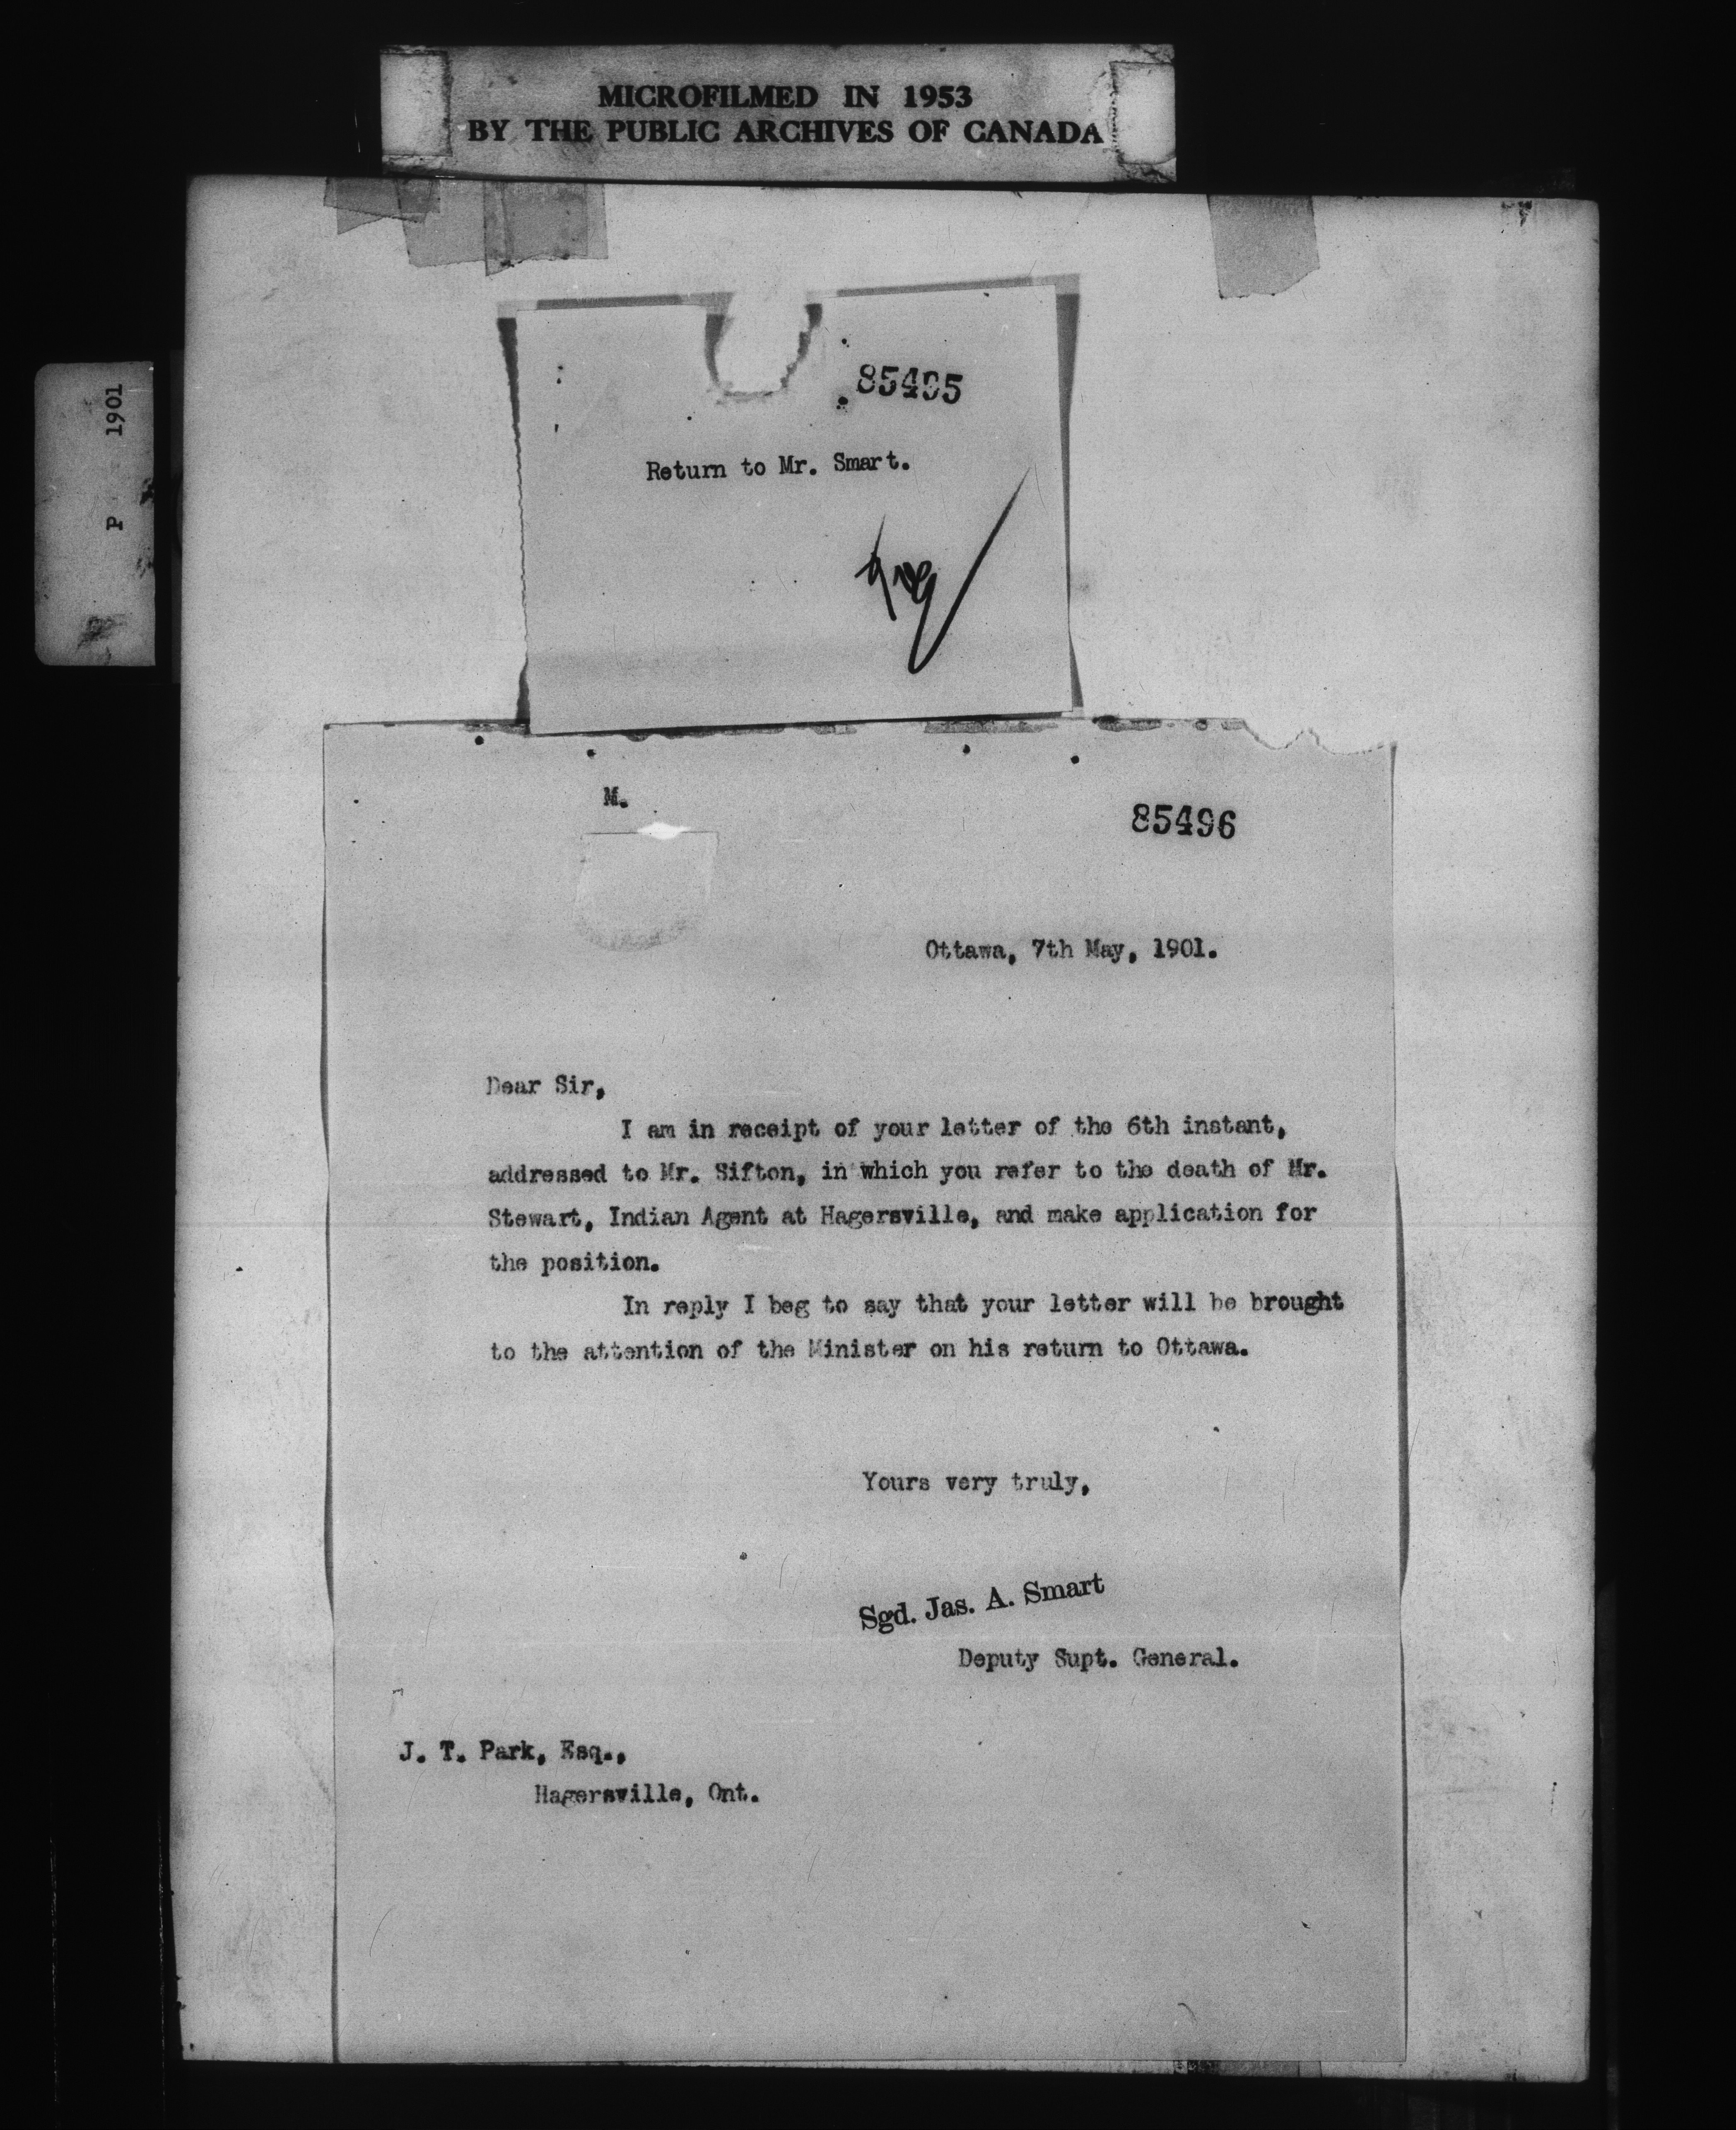 MICROFILMED IN 1953
BY THE PUBLIC ARCHIVES OF CANADA
P 1901
85495
Return to Mr. Smart.
M.
85496
Ottawa, 7th May, 1901.
Dear Sir,
I am in receipt of your letter of the 6th instant,
addressed to Mr. Sifton, in which you refer to the death of Mr.
Stewart, Indian Agent at Hagersville, and make application for
the position.
In reply I beg to say that your letter will be brought
to the attention of the Minister on his return to Ottawa.
Yours very truly,
Sgd. Jas. A. Smart
Deputy Supt. General.
J. T. Park, Esq.,
Hagersville, Ont.